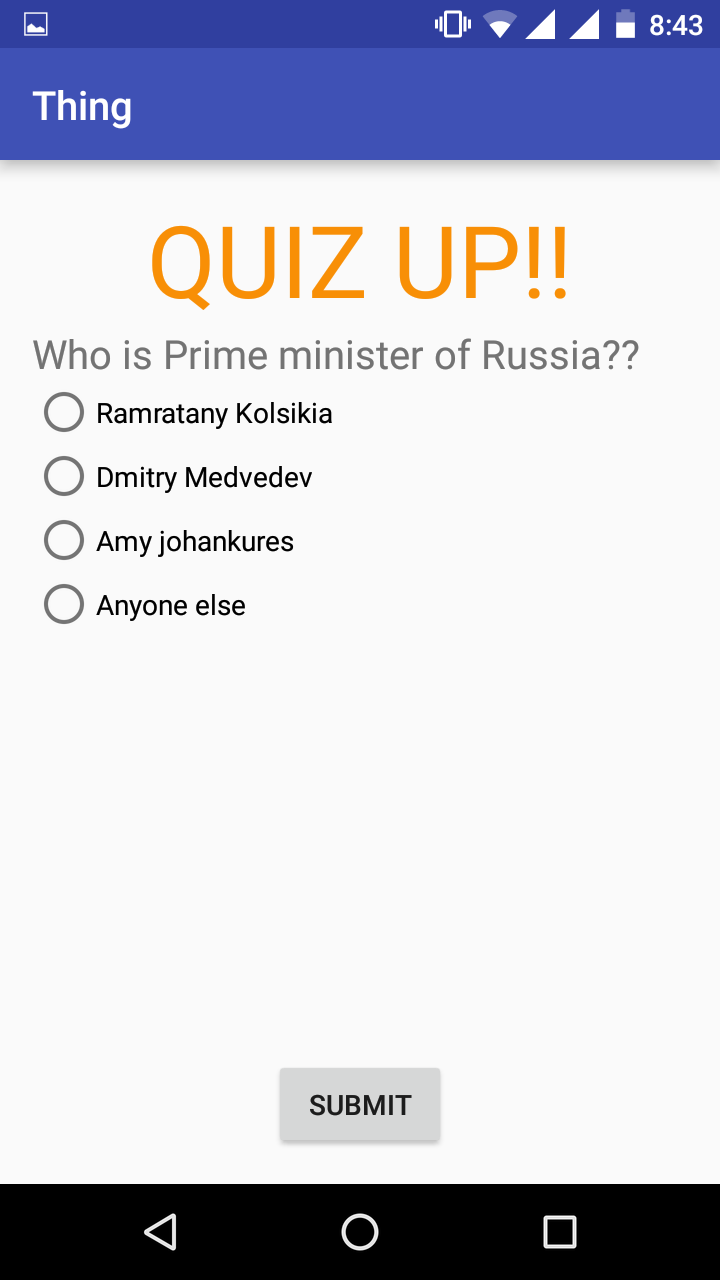 8:43
Thing
QUIZ UP!!
Who is Prime minister of Russia??
Ramratany Kolsikia
Dmitry Medvedev
Amy johankures
Anyone else
SUBMIT